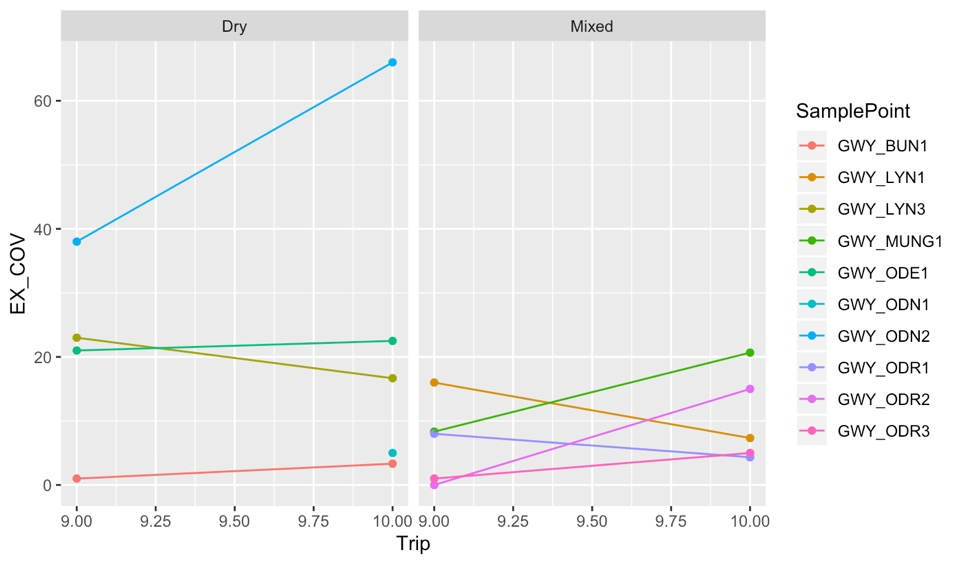 Dry
Mixed
EX_COV
60
40
20
0
9.00 9.25 9.50 9.75 10.00
9.00 9.25 9.50 9.75 10.00
Trip
SamplePoint
GWY_BUN1
GWY_LYN1
GWY_LYN3
GWY_MUNG1
GWY_ODE1
GWY_ODN1
GWY_ODN2
GWY_ODR1
GWY_ODR2
GWY_ODR3